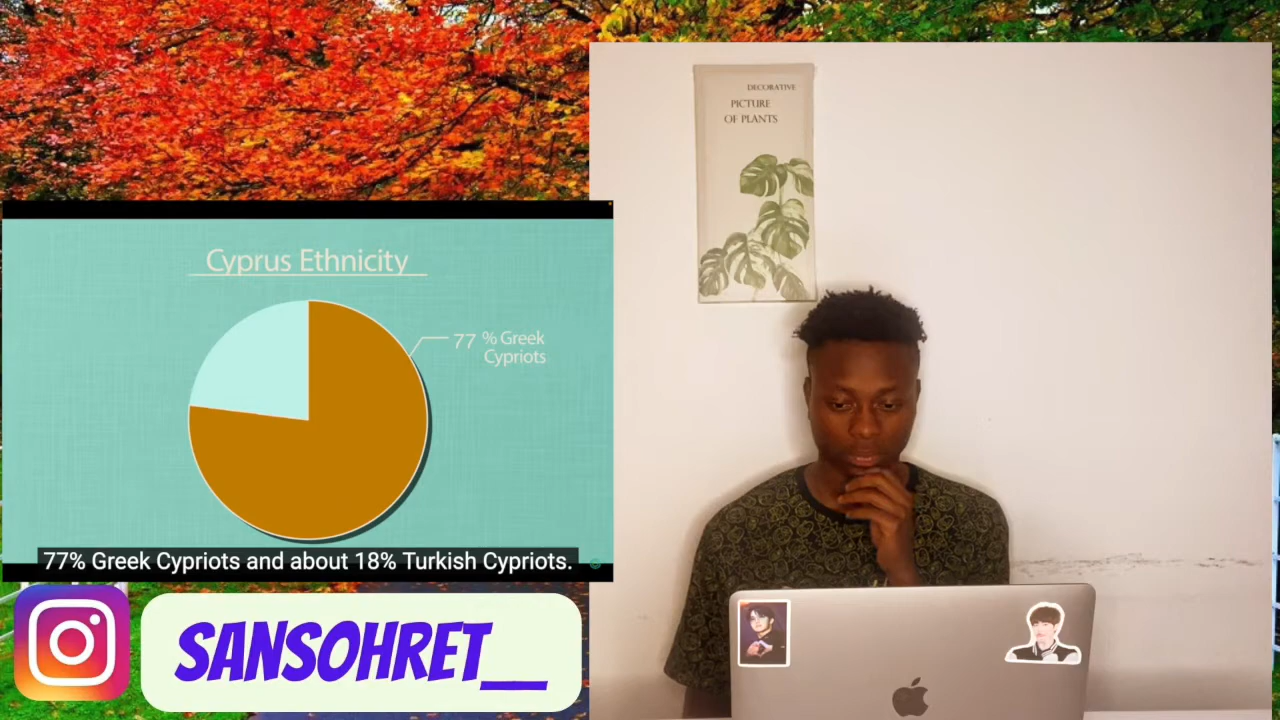 DECORATIVE
PICTURE
OF PLANTS
Cyprus Ethnicity
77 % Greek
Cypriots
77% Greek Cypriots and about 18% Turkish Cypriots.
SANSOHRET__